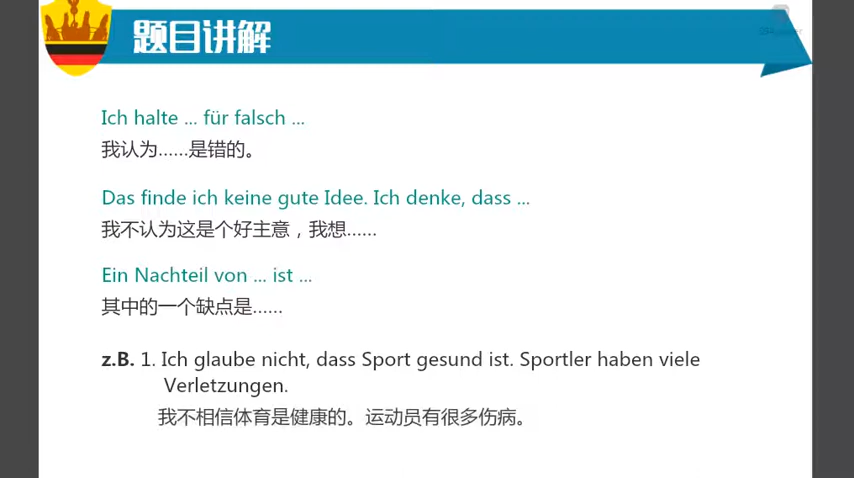 题目讲解
Ich halte ... für falsch ...
我认为......是错的。
Das finde ich keine gute Idee. Ich denke, dass ...
我不认为这是个好主意，我想......
Ein Nachteil von ... ist ...
其中的一个缺点是......
z.B. 1. Ich glaube nicht, dass Sport gesund ist. Sportler haben viele
Verletzungen.
我不相信体育是健康的。运动员有很多伤病。